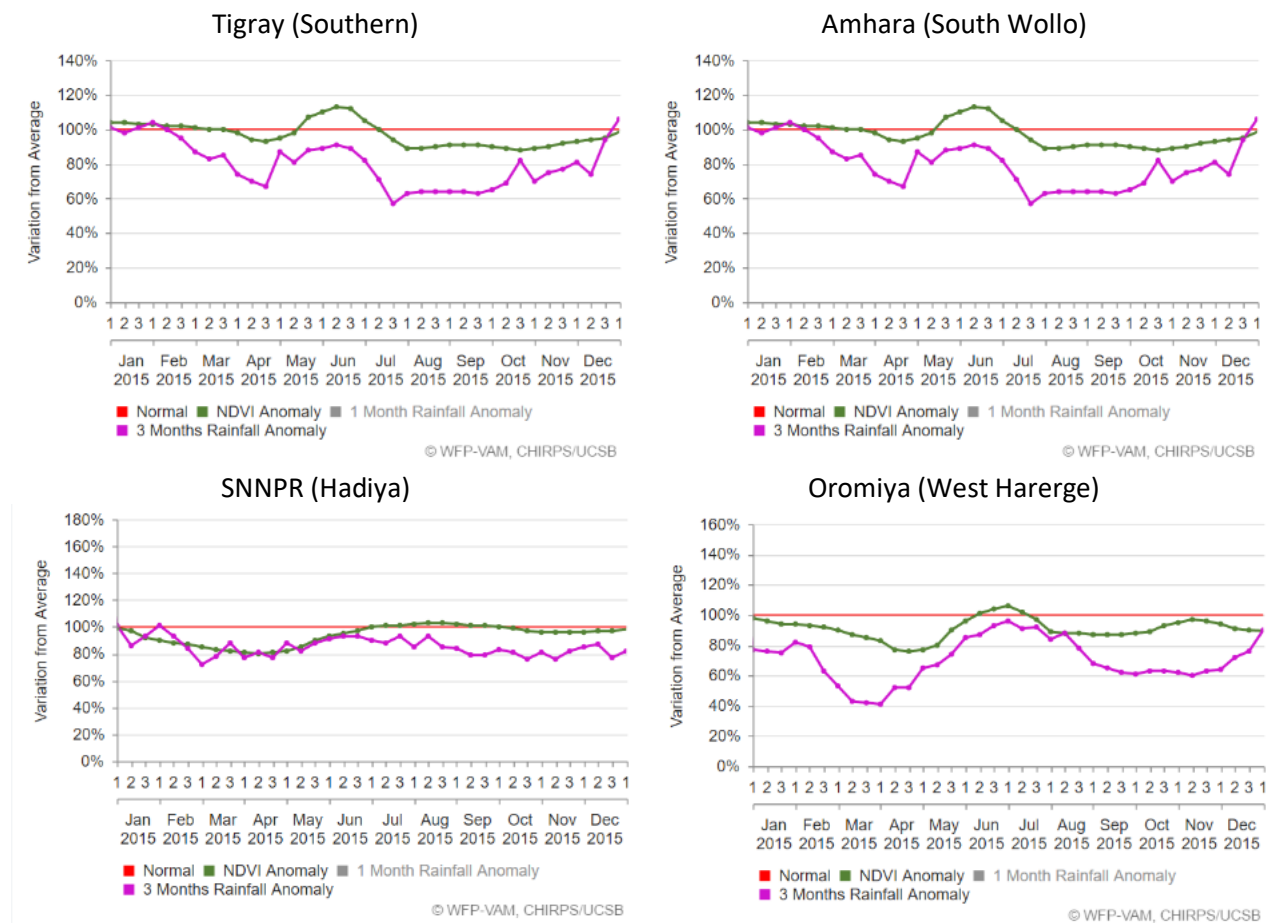 Tigray (Southern)
140%
120%
100%
80%
60%
40%
20%
0%
Variation from Average
1 2 3 1 2 3 1 2 3 1 2 3 1 2 3 1 2 3 1 2 3 1 2 3 1 2 3 1 2 3 1 2 3 1 2 3 1
Jan Feb Mar Apr May Jun Jul Aug Sep Oct Nov Dec
2015 2015 2015 2015 2015 2015 2015 2015 2015 2015 2015 2015
Normal NDVI Anomaly 1 Month Rainfall Anomaly
3 Months Rainfall Anomaly
© WFP-VAM, CHIRPS/UCSB
Amhara (South Wollo)
140%
120%
100%
80%
60%
40%
20%
0%
Variation from Average
1 2 3 1 2 3 1 2 3 1 2 3 1 2 3 1 2 3 1 2 3 1 2 3 1 2 3 1 2 3 1 2 3 1 2 3 1
Jan Feb Mar Apr May Jun Jul Aug Sep Oct Nov Dec
2015 2015 2015 2015 2015 2015 2015 2015 2015 2015 2015 2015
Normal NDVI Anomaly 1 Month Rainfall Anomaly
3 Months Rainfall Anomaly
© WFP-VAM, CHIRPS/UCSB
SNNPR (Hadiya)
180%
160%
140%
120%
100%
80%
60%
40%
20%
0%
Variation from Average
1 2 3 1 2 3 1 2 3 1 2 3 1 2 3 1 2 3 1 2 3 1 2 3 1 2 3 1 2 3 1 2 3 1 2 3 1
Jan Feb Mar Apr May Jun Jul Aug Sep Oct Nov Dec
2015 2015 2015 2015 2015 2015 2015 2015 2015 2015 2015 2015
Normal NDVI Anomaly 1 Month Rainfall Anomaly
3 Months Rainfall Anomaly
© WFP-VAM, CHIRPS/UCSB
Oromiya (West Harerge)
160%
140%
120%
100%
80%
60%
40%
20%
0%
Variation from Average
1 2 3 1 2 3 1 2 3 1 2 3 1 2 3 1 2 3 1 2 3 1 2 3 1 2 3 1 2 3 1 2 3 1 2 3 1
Jan Feb Mar Apr May Jun Jul Aug Sep Oct Nov Dec
2015 2015 2015 2015 2015 2015 2015 2015 2015 2015 2015 2015
Normal NDVI Anomaly 1 Month Rainfall Anomaly
3 Months Rainfall Anomaly
© WFP-VAM, CHIRPS/UCSB